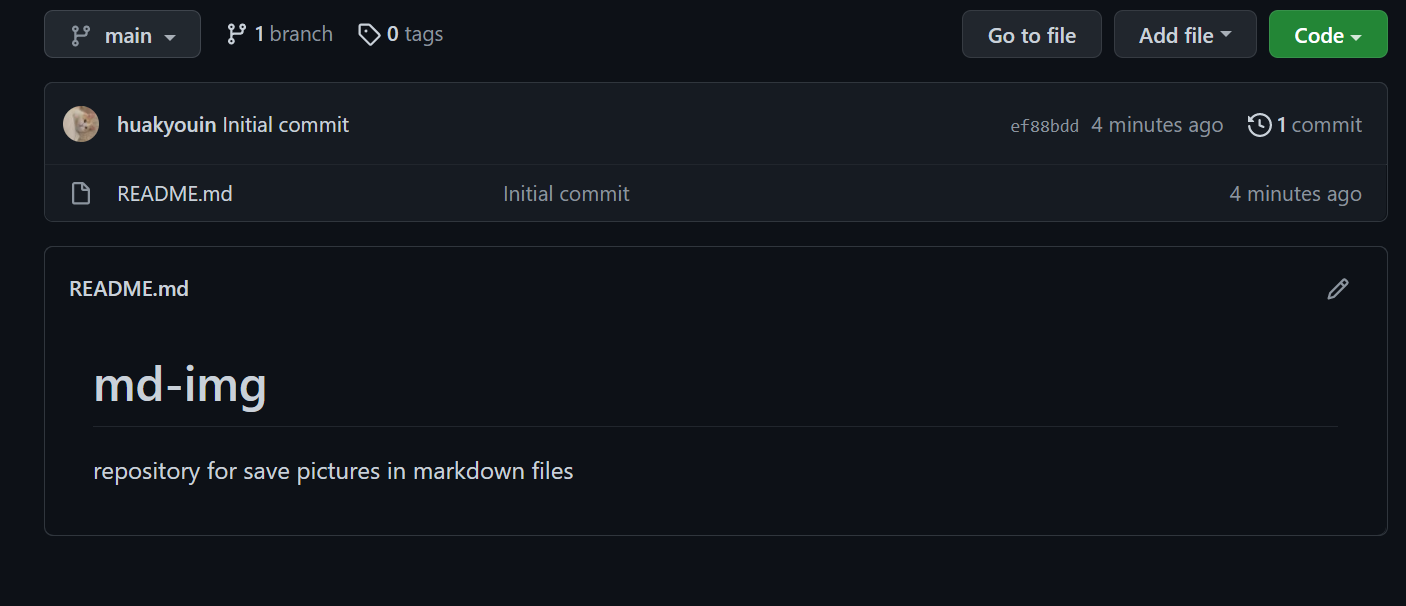 main 1 branch 0 tags Go to file Add file Code
huakyouin Initial commit ef88bdd 4 minutes ago 1 commit
README.md Initial commit 4 minutes ago
README.md
md-img
repository for save pictures in markdown files